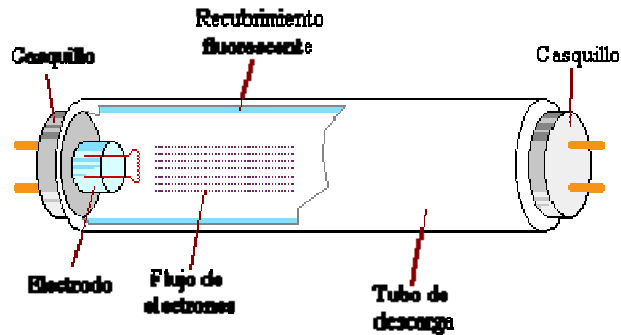 Recubrimiento
fluorescente
Casquillo
Casquillo
Electrodo
Flujo de
electrones
Tubo de
descarga